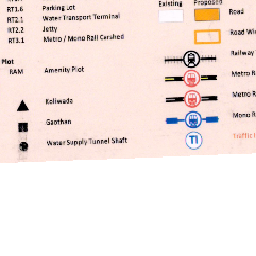 RT1.6 Parking Lot
RT2.1 Water Transport Terminal
RT2.2 Jetty
RT3.1 Metro / Mono Rail Carshed
Plot
RAM Amenity Plot
Koliwada
Gaothan
Water Supply Tunnel Shaft
Existing Proposed
Road
Road Wi
Railway
Metro R
Metro R
Mono R
TI
Traffic